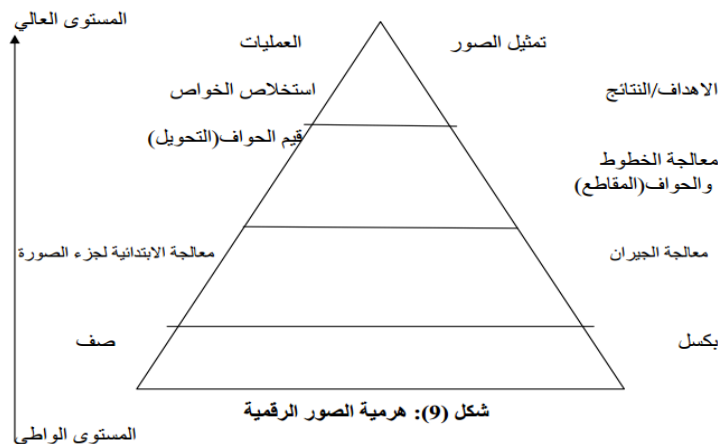 المستوى العالي
تمثيل الصور
العمليات
الاهداف/النتائج
استخلاص الخواص
قيم الحواف(التحويل)
معالجة الخطوط
والحواف(المقاطع)
معالجة الجيران
معالجة الابتدائية لجزء الصورة
بكسل
صف
شكل (9): هرمية الصور الرقمية
المستوى الواطي